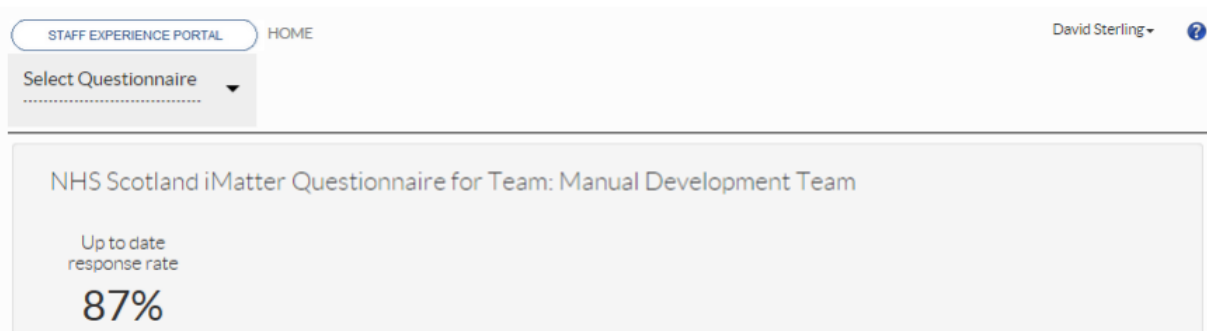 STAFF EXPERIENCE PORTAL HOME David Sterling
Select Questionnaire
NHS Scotland iMatter Questionnaire for Team: Manual Development Team
Up to date
response rate
87%